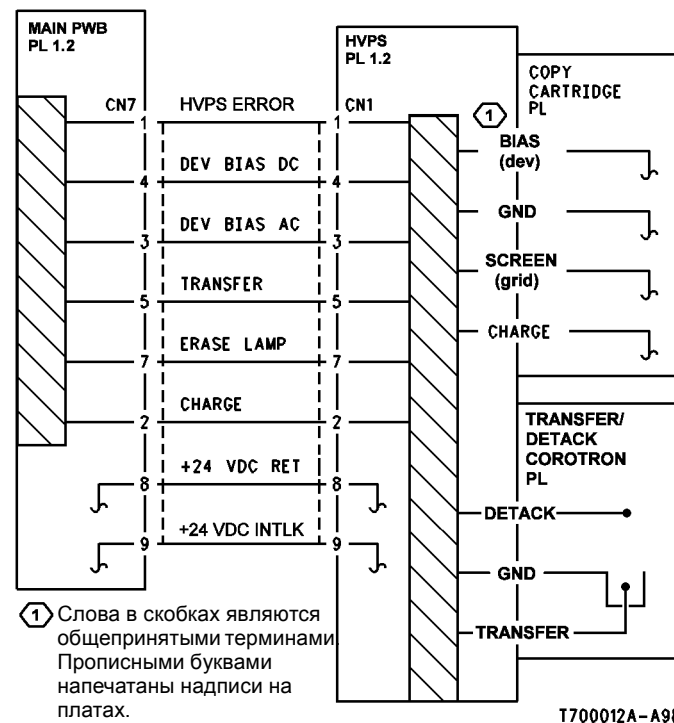 MAIN PWB
PL 1.2
HVPS
PL 1.2
COPY
CARTRIDGE
PL
CN7 HVPS ERROR CN1
1 1
1
BIAS
(dev)
DEV BIAS DC
4 4
GND
DEV BIAS AC
3 3
SCREEN
(grid)
TRANSFER
5 5
CHARGE
ERASE LAMP
7 7
CHARGE
2 2
TRANSFER/
DETACK
COROTRON
PL
+24 VDC RET
8 8
DETACK
+24 VDC INTLK
9 9
GND
TRANSFER
1 Слова в скобках являются
общепринятыми терминами.
Прописными буквами
напечатаны надписи на
платах.
T700012A-A98